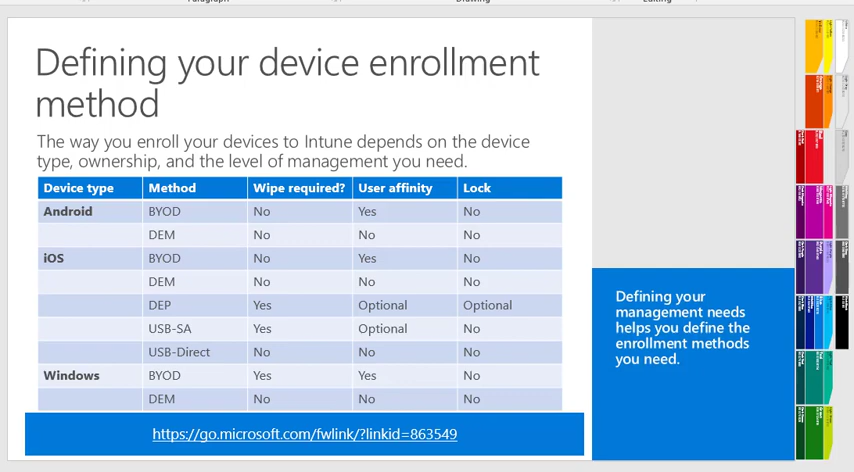 Defining your device enrollment
method
The way you enroll your devices to Intune depends on the device
type, ownership, and the level of management you need.
Device type Method Wipe required? User affinity Lock
Android BYOD No Yes No
DEM No No No
iOS BYOD No Yes No
DEM No No No
DEP Yes Optional Optional
USB-SA Yes Optional No
USB-Direct No No No
Windows BYOD Yes Yes No
DEM No No No
https://go.microsoft.com/fwlink/?linkid=863549
Defining your
management needs
helps you define the
enrollment methods
you need.